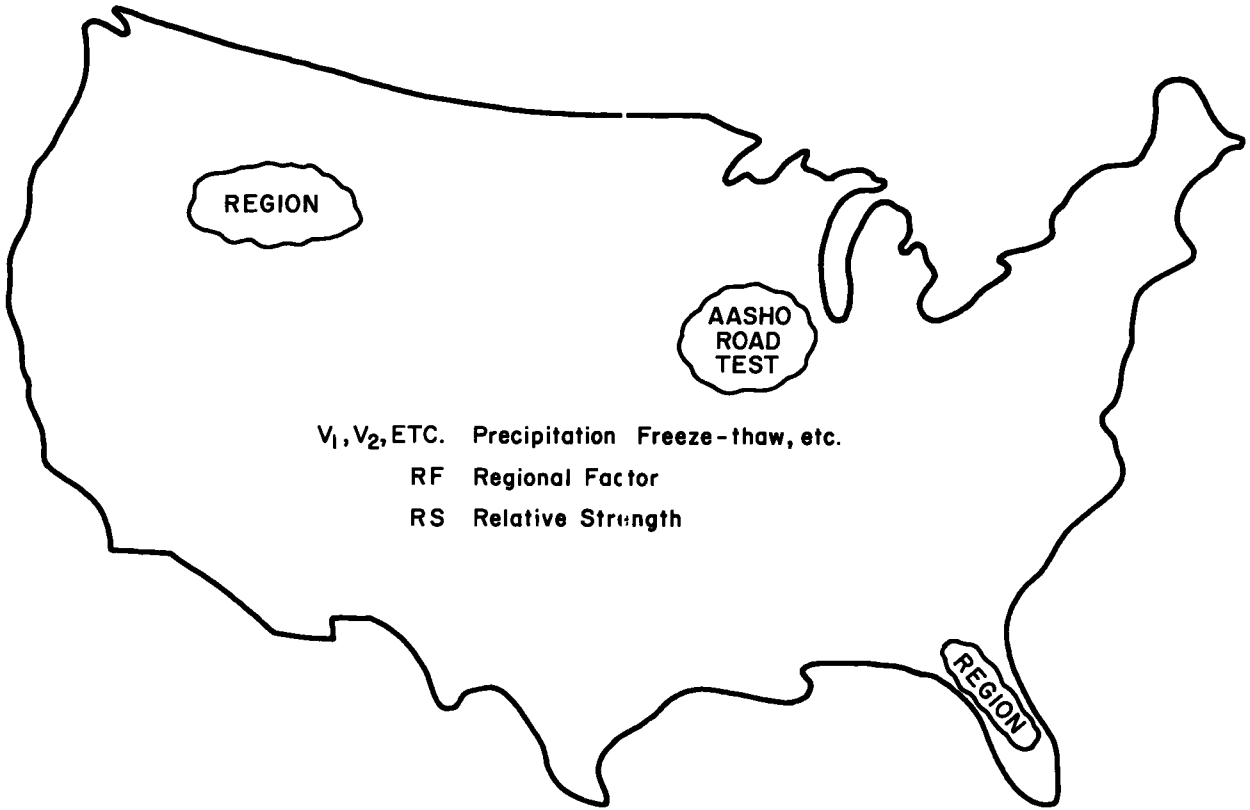 REGION
AASHO
ROAD
TEST
V₁, V₂, ETC. Precipitation Freeze-thaw, etc.
RF Regional Factor
RS Relative Strength
REGION